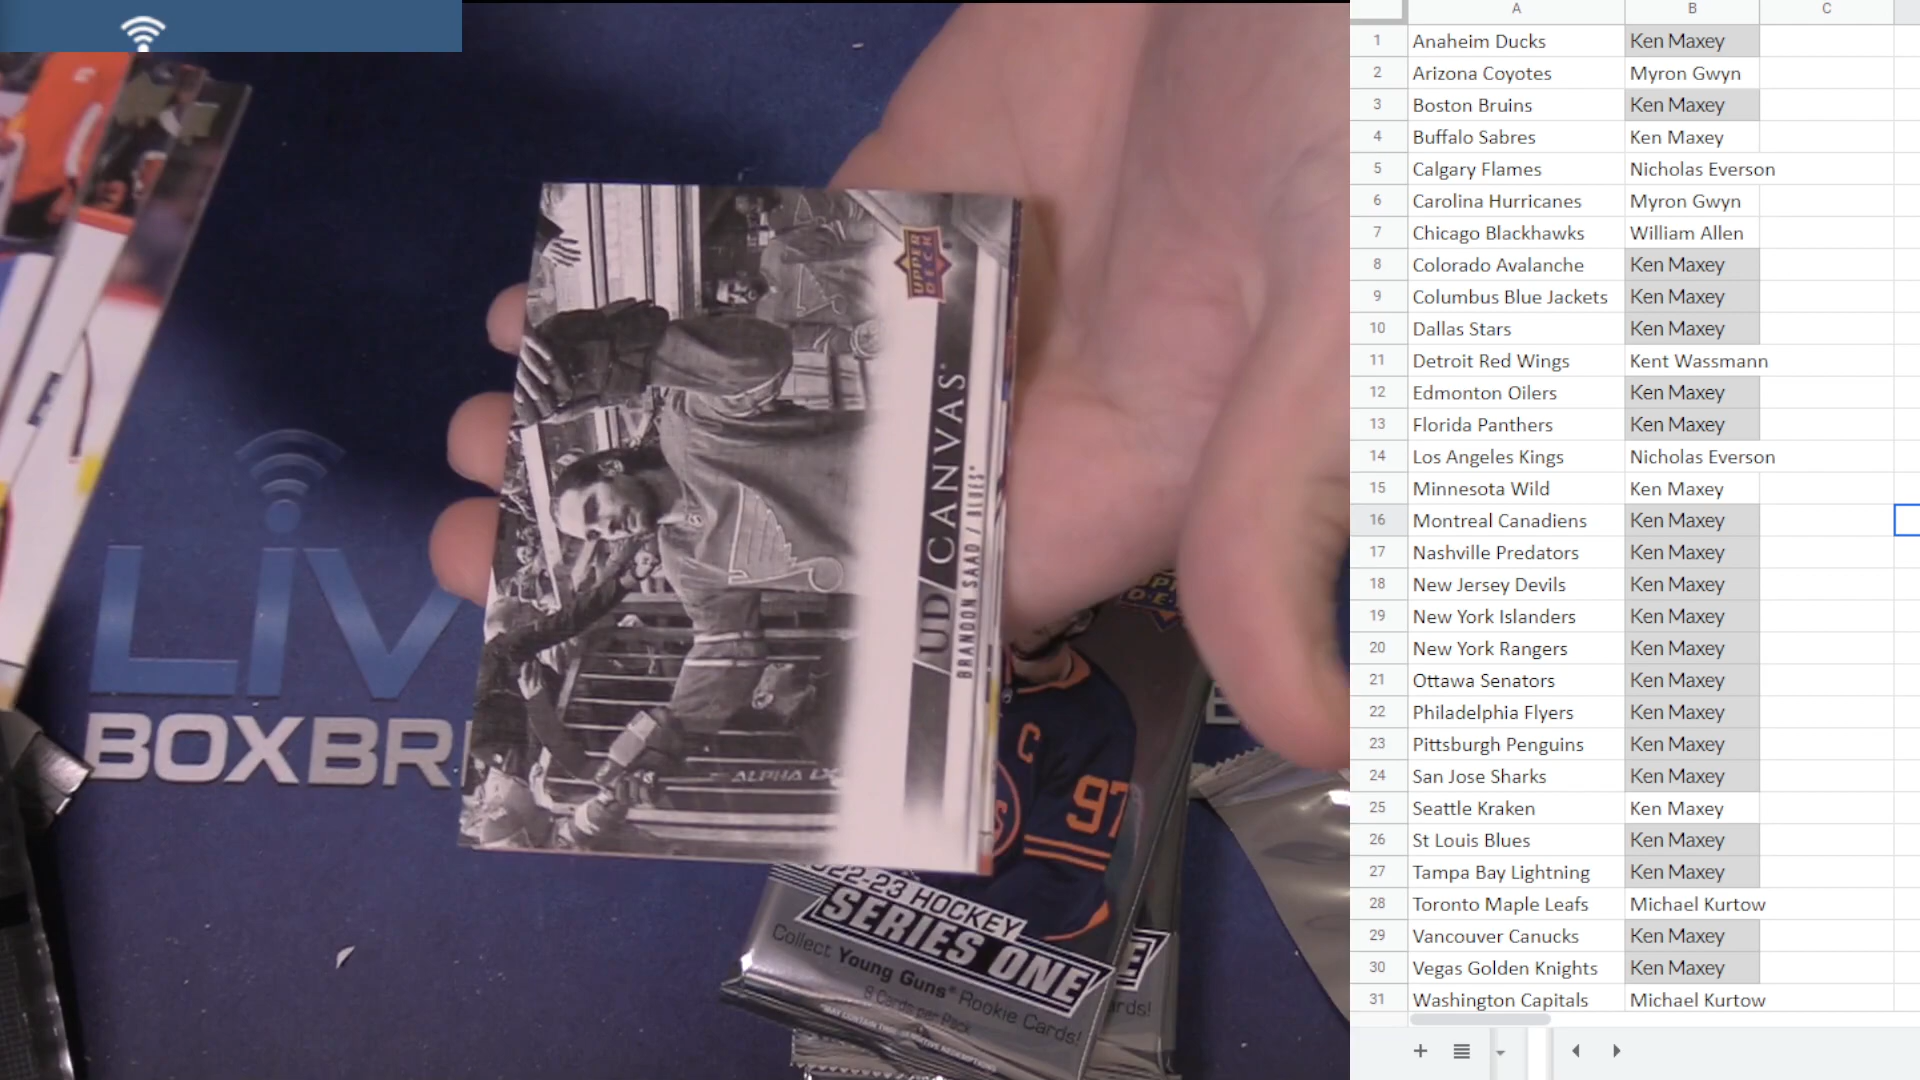 UPPER DECK
UD/CANVAS
BRANDON SAAD / BLUES
ALPHA
LIV
BOXBR
C
97
2022-23 HOCKEY
SERIES ONE
Collect Young Guns® Rookie Cards!
8 Cards per Pack
A B C
1 Anaheim Ducks Ken Maxey
2 Arizona Coyotes Myron Gwyn
3 Boston Bruins Ken Maxey
4 Buffalo Sabres Ken Maxey
5 Calgary Flames Nicholas Everson
6 Carolina Hurricanes Myron Gwyn
7 Chicago Blackhawks William Allen
8 Colorado Avalanche Ken Maxey
9 Columbus Blue Jackets Ken Maxey
10 Dallas Stars Ken Maxey
11 Detroit Red Wings Kent Wassmann
12 Edmonton Oilers Ken Maxey
13 Florida Panthers Ken Maxey
14 Los Angeles Kings Nicholas Everson
15 Minnesota Wild Ken Maxey
16 Montreal Canadiens Ken Maxey
17 Nashville Predators Ken Maxey
18 New Jersey Devils Ken Maxey
19 New York Islanders Ken Maxey
20 New York Rangers Ken Maxey
21 Ottawa Senators Ken Maxey
22 Philadelphia Flyers Ken Maxey
23 Pittsburgh Penguins Ken Maxey
24 San Jose Sharks Ken Maxey
25 Seattle Kraken Ken Maxey
26 St Louis Blues Ken Maxey
27 Tampa Bay Lightning Ken Maxey
28 Toronto Maple Leafs Michael Kurtow
29 Vancouver Canucks Ken Maxey
30 Vegas Golden Knights Ken Maxey
31 Washington Capitals Michael Kurtow